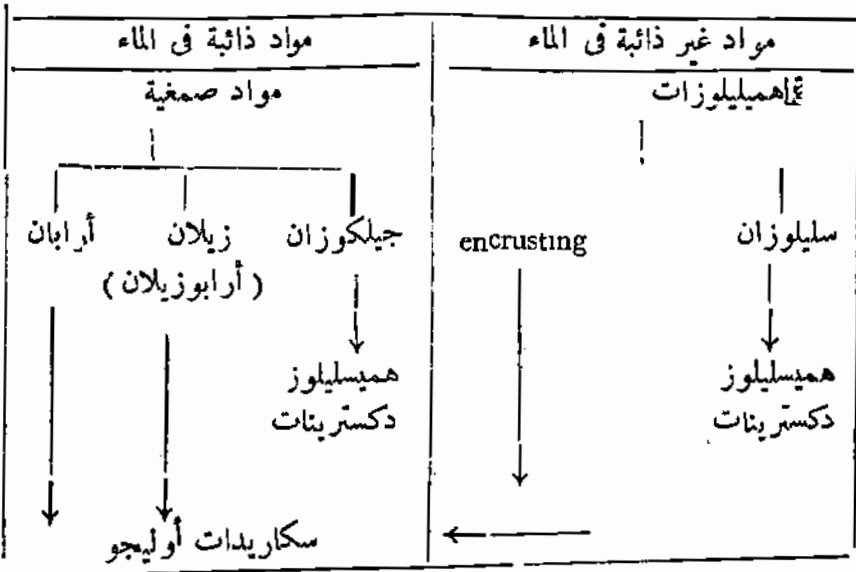 مواد غير ذائبة فى الماء
مواد ذائبة فى الماء
مواد صمغية
سليلوزان
encrusting
جيلكوزان
زيلان
أرابان
(أرابوزيلان)
هميسليلوز
دكسترينات
هميسليلوز
دكسترينات
سكاريدات أوليجو